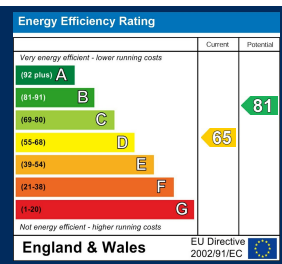 Energy Efficiency Rating
Current Potential
Very energy efficient - lower running costs
(92 plus) A
(81-91) B
81
(69-80) C
(55-68) D
65
(39-54) E
(21-38) F
(1-20) G
Not energy efficient - higher running costs
England & Wales
EU Directive
2002/91/EC